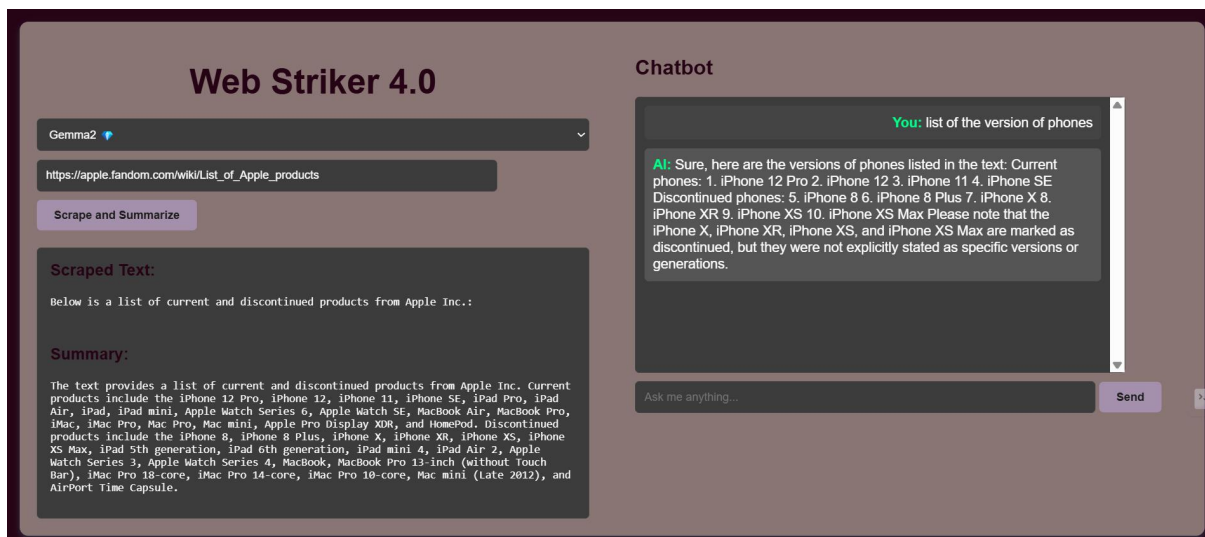 Web Striker 4.0
Gemma2 💎
https://apple.fandom.com/wiki/List_of_Apple_products
Scrape and Summarize
Scraped Text:
Below is a list of current and discontinued products from Apple Inc.:
Summary:
The text provides a list of current and discontinued products from Apple Inc. Current
products include the iPhone 12 Pro, iPhone 12, iPhone 11, iPhone SE, iPad Pro, iPad
Air, iPad, iPad mini, Apple Watch Series 6, Apple Watch SE, MacBook Air, MacBook Pro,
iMac, iMac Pro, Mac Pro, Mac mini, Apple Pro Display XDR, and HomePod. Discontinued
products include the iPhone 8, iPhone 8 Plus, iPhone X, iPhone XR, iPhone XS, iPhone
XS Max, iPad 5th generation, iPad 6th generation, iPad mini 4, iPad Air 2, Apple
Watch Series 3, Apple Watch Series 4, MacBook, MacBook Pro 13-inch (without Touch
Bar), iMac Pro 18-core, iMac Pro 14-core, iMac Pro 10-core, Mac mini (Late 2012), and
AirPort Time Capsule.
Chatbot
You: list of the version of phones
AI: Sure, here are the versions of phones listed in the text: Current
phones: 1. iPhone 12 Pro 2. iPhone 12 3. iPhone 11 4. iPhone SE
Discontinued phones: 5. iPhone 8 6. iPhone 8 Plus 7. iPhone X 8.
iPhone XR 9. iPhone XS 10. iPhone XS Max Please note that the
iPhone X, iPhone XR, iPhone XS, and iPhone XS Max are marked as
discontinued, but they were not explicitly stated as specific versions or
generations.
Ask me anything...
Send